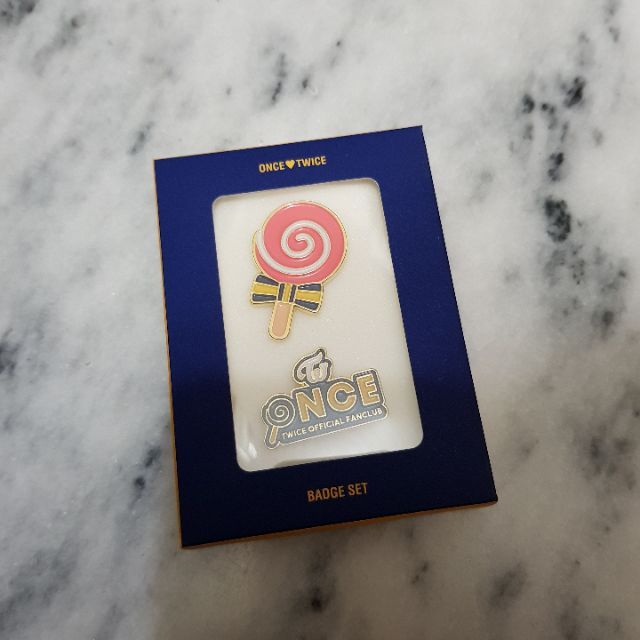 ONCE♥TWICE
ONCE
TWICE OFFICIAL FANCLUB
BADGE SET